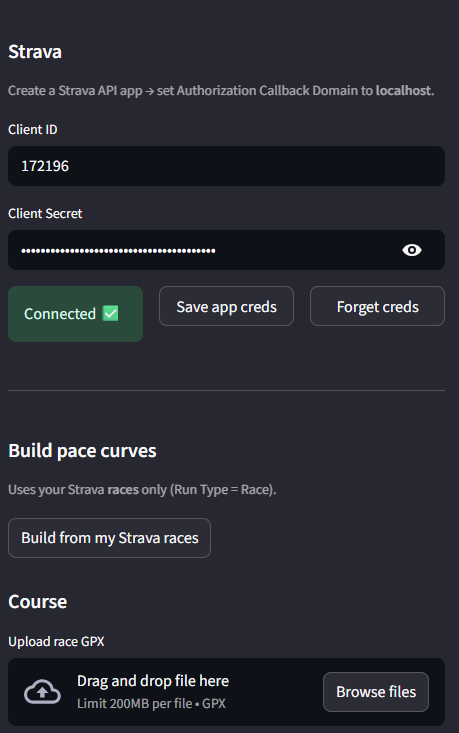 Strava
Create a Strava API app → set Authorization Callback Domain to localhost.
Client ID
172196
Client Secret
••••••••••••••••••••••••••••••••••••••••
Connected ✅
Save app creds
Forget creds
Build pace curves
Uses your Strava races only (Run Type = Race).
Build from my Strava races
Course
Upload race GPX
Drag and drop file here
Limit 200MB per file • GPX
Browse files